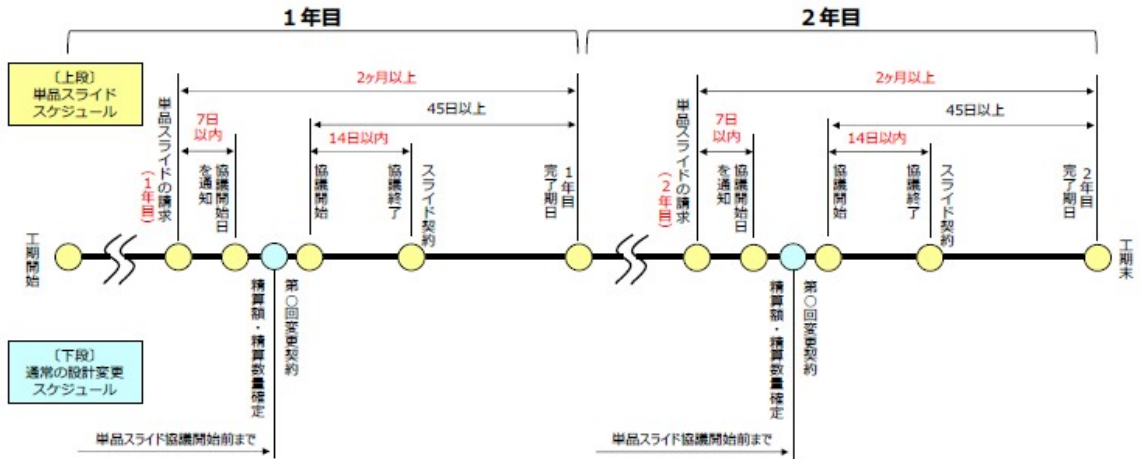 1年目
2年目
〔上段〕
単品スライド
スケジュール
2ヶ月以上
45日以上
7日
以内
14日以内
単品スライドの請求
(1年目)
協議開始日
を通知
協議開始
協議終了
スライド契約
1年目
完了期日
2ヶ月以上
45日以上
7日
以内
14日以内
単品スライドの請求
(2年目)
協議開始日
を通知
協議開始
協議終了
スライド契約
2年目
完了期日
工期開始
工期末
〔下段〕
通常の設計変更
スケジュール
精算額・精算数量確定
第〇回変更契約
単品スライド協議開始前まで
精算額・精算数量確定
第〇回変更契約
単品スライド協議開始前まで